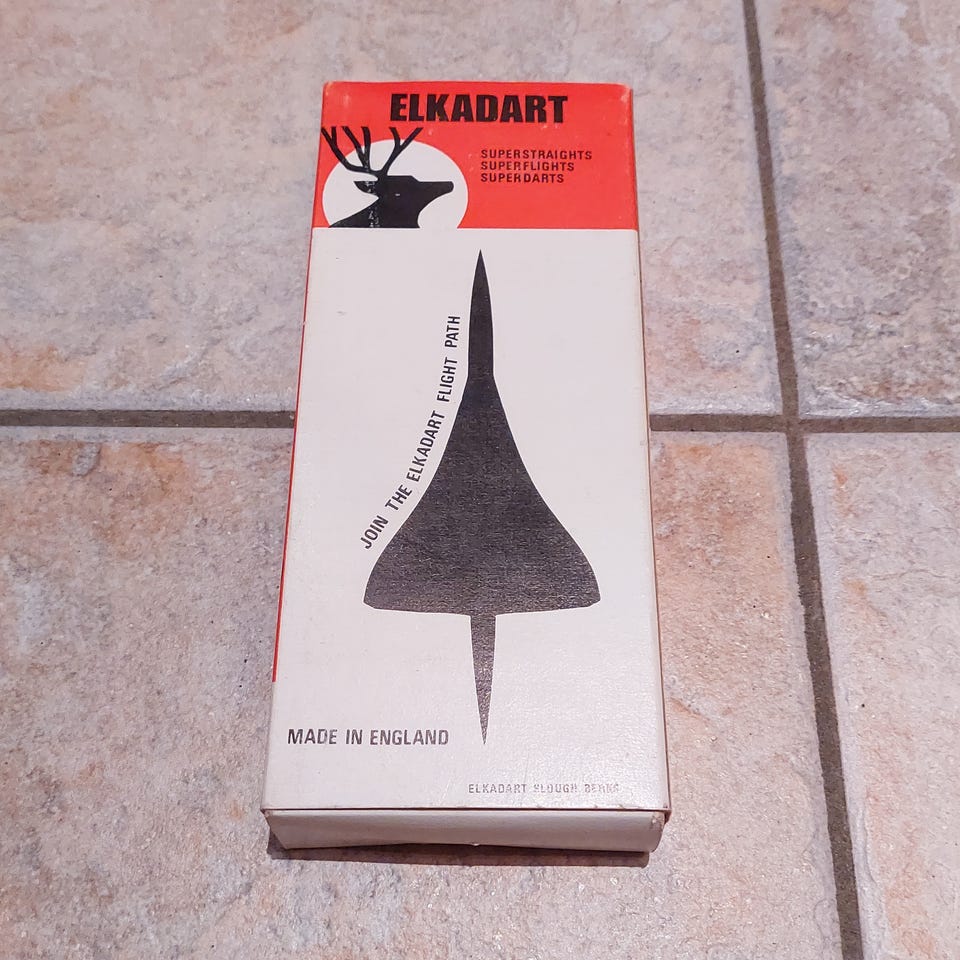 ELKADART
SUPERSTRAIGHTS
SUPERFLIGHTS
SUPERDARTS
JOIN THE ELKADART FLIGHT PATH
MADE IN ENGLAND
ELKADART SLOUGH BERKS